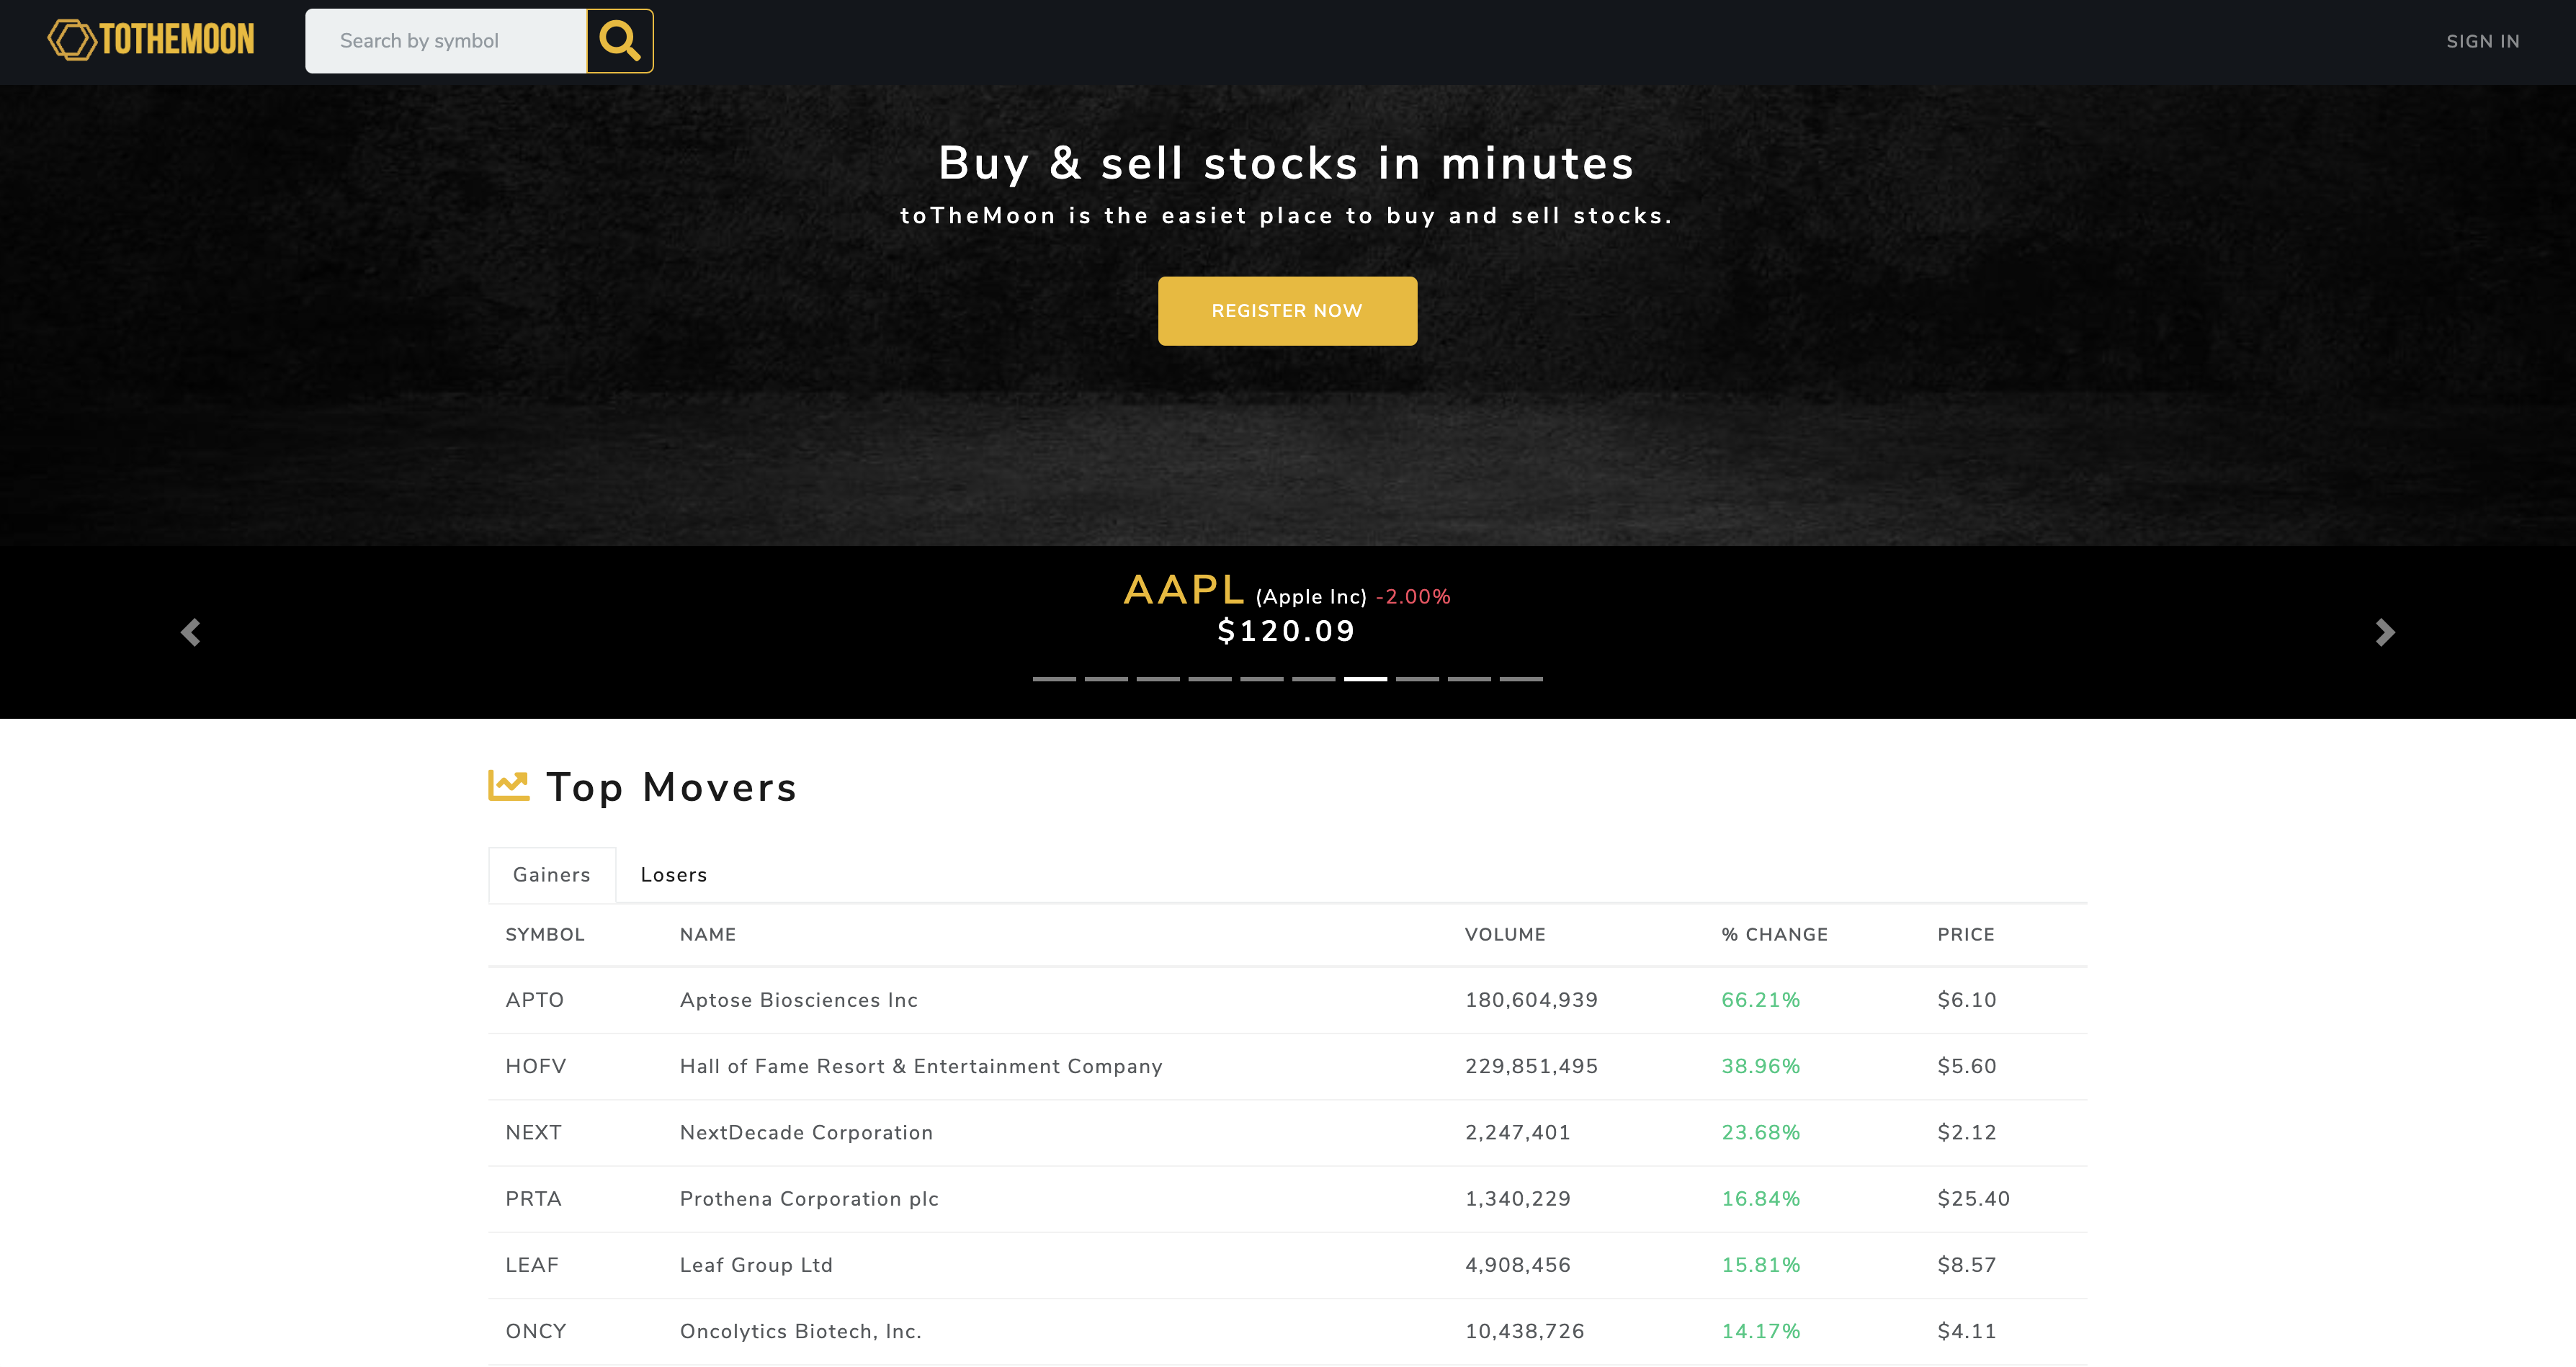 TOTHEMOON Search by symbol SIGN IN
Buy & sell stocks in minutes
toTheMoon is the easiet place to buy and sell stocks.
REGISTER NOW
AAPL (Apple Inc) -2.00%
$120.09
Top Movers
Gainers Losers
SYMBOL NAME VOLUME % CHANGE PRICE
APTO Aptose Biosciences Inc 180,604,939 66.21% $6.10
HOFV Hall of Fame Resort & Entertainment Company 229,851,495 38.96% $5.60
NEXT NextDecade Corporation 2,247,401 23.68% $2.12
PRTA Prothena Corporation plc 1,340,229 16.84% $25.40
LEAF Leaf Group Ltd 4,908,456 15.81% $8.57
ONCY Oncolytics Biotech, Inc. 10,438,726 14.17% $4.11